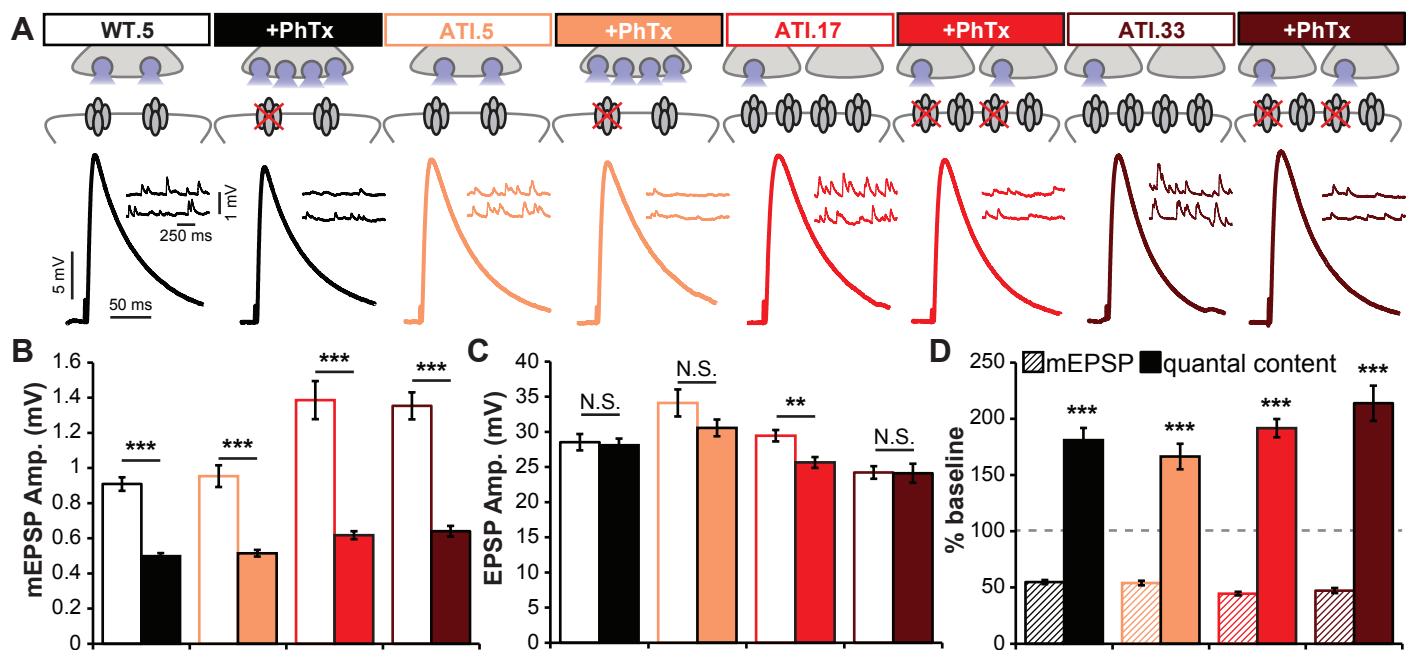 A
WT.5 +PhTx ATI.5 +PhTx ATI.17 +PhTx ATI.33 +PhTx
1 mV
250 ms
5 mV
50 ms
B
mEPSP Amp. (mV)
1.6
1.4
1.2
1
0.8
0.6
0.4
0.2
0
*** *** *** ***
C
EPSP Amp. (mV)
40
35
30
25
20
15
10
5
0
N.S. N.S. ** N.S.
D
% baseline
250
200
150
100
50
0
mEPSP quantal content
*** *** *** ***